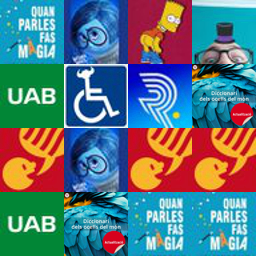 QUAN
PARLES
FAS
MÀGIA
UAB
Diccionari
dels ocells del món
UAB
Diccionari
dels ocells del món
QUAN
PARLES
FAS
MÀGIA
QUAN
PARLES
FAS
MÀGIA